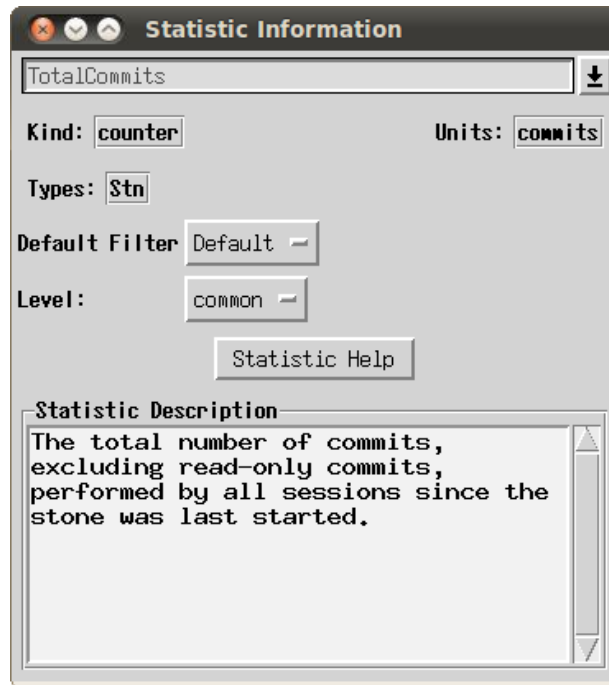 Statistic Information
TotalCommits
Kind: counter Units: commits
Types: Stn
Default Filter Default
Level: common
Statistic Help
Statistic Description
The total number of commits,
excluding read-only commits,
performed by all sessions since the
stone was last started.